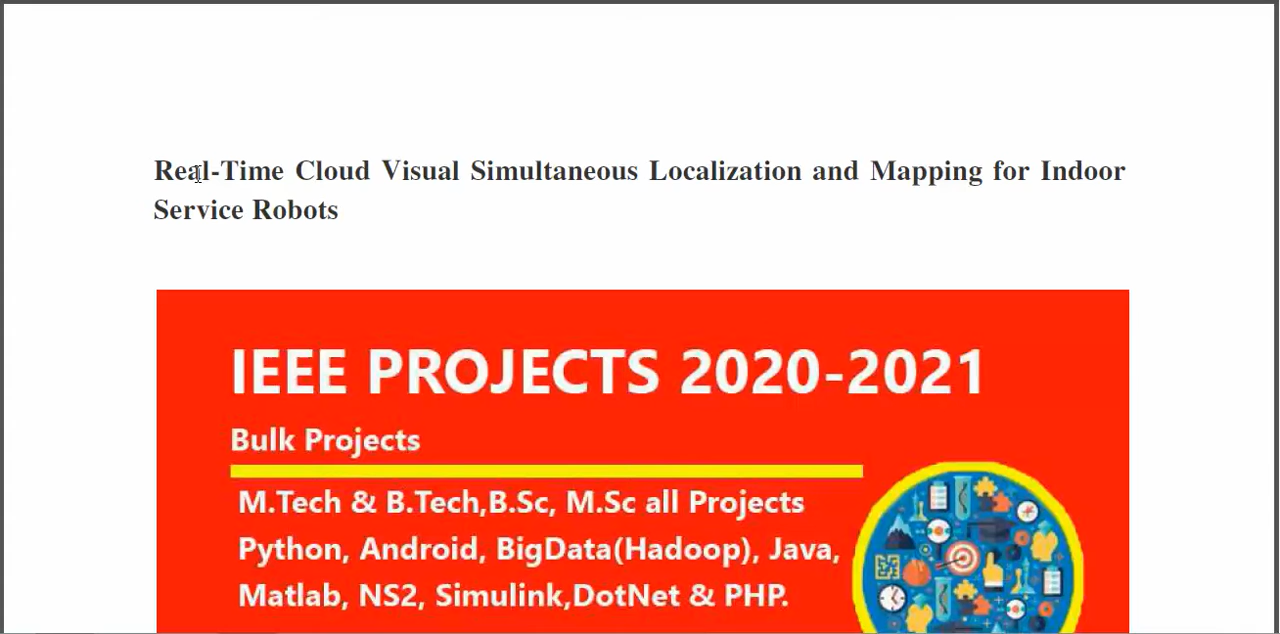 Real-Time Cloud Visual Simultaneous Localization and Mapping for Indoor
Service Robots
IEEE PROJECTS 2020-2021
Bulk Projects
M.Tech & B.Tech,B.Sc, M.Sc all Projects
Python, Android, BigData(Hadoop), Java,
Matlab, NS2, Simulink,DotNet & PHP.